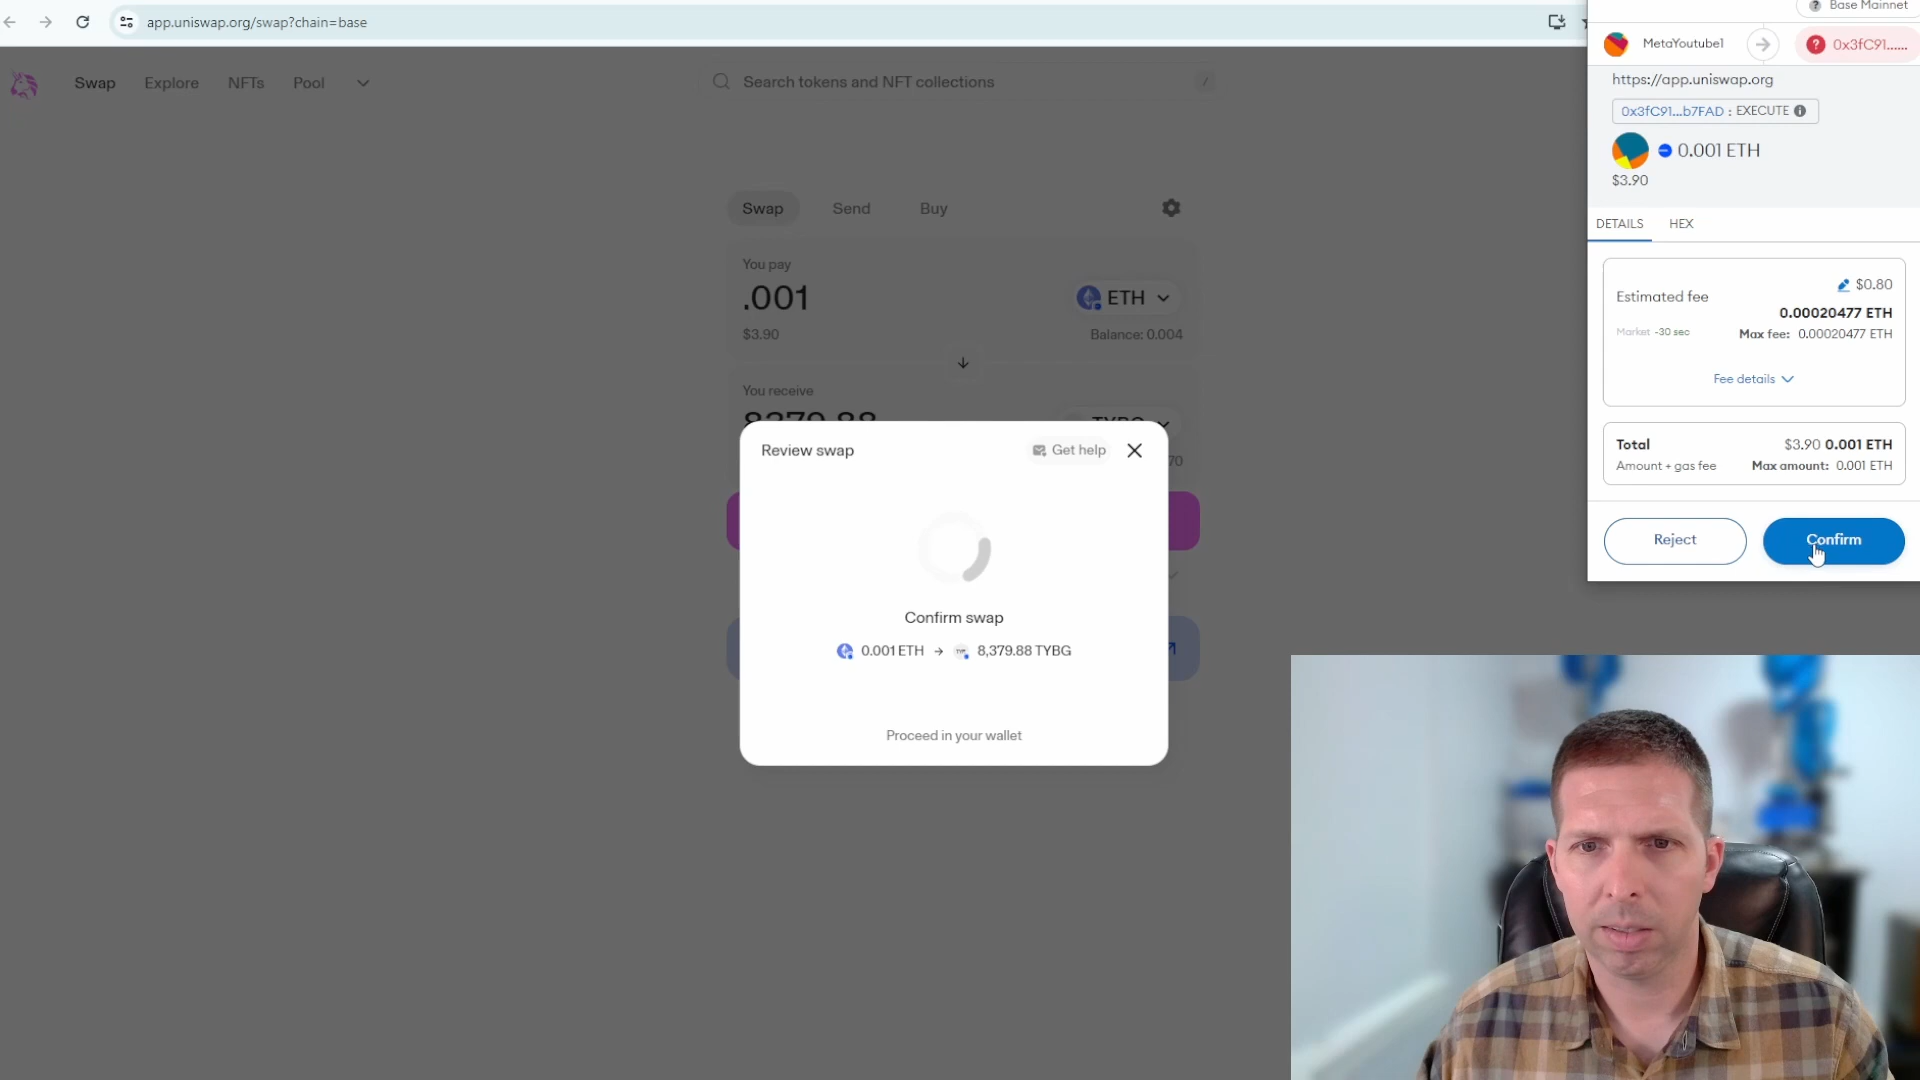 app.uniswap.org/swap?chain=base
Swap
Explore
NFTs
Pool
Search tokens and NFT collections
/
Swap
Send
Buy
You pay
.001
ETH
$3.90
Balance: 0.004
You receive
8379.88
TYBG
70
Review swap
Get help
Confirm swap
0.001 ETH → 8,379.88 TYBG
Proceed in your wallet
Base Mainnet
MetaYoutube1
0x3fC91......
https://app.uniswap.org
0x3fC91...b7FAD : EXECUTE
0.001 ETH
$3.90
DETAILS
HEX
$0.80
Estimated fee
0.00020477 ETH
Market ~30 sec
Max fee: 0.00020477 ETH
Fee details
Total
$3.90 0.001 ETH
Amount + gas fee
Max amount: 0.001 ETH
Reject
Confirm